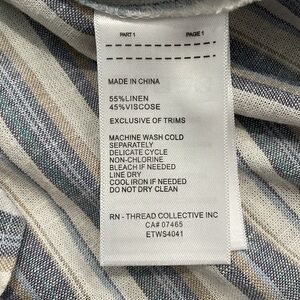 PART 1 PAGE 1
MADE IN CHINA
55%LINEN
45%VISCOSE
EXCLUSIVE OF TRIMS
MACHINE WASH COLD
SEPARATELY
DELICATE CYCLE
NON-CHLORINE
BLEACH IF NEEDED
LINE DRY
COOL IRON IF NEEDED
DO NOT DRY CLEAN
RN - THREAD COLLECTIVE INC
CA# 07465
ETWS4041